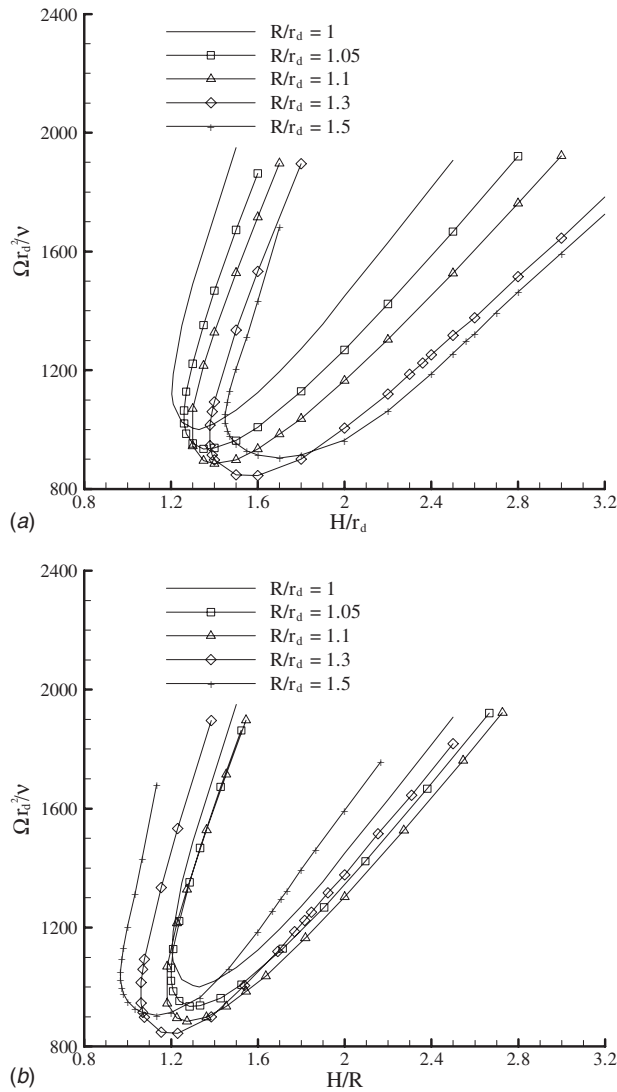 R/r_d = 1
R/r_d = 1.05
R/r_d = 1.1
R/r_d = 1.3
R/r_d = 1.5
2400
2000
1600
1200
800
Ωr_d²/ν
0.8 1.2 1.6 2 2.4 2.8 3.2
H/r_d
(a)
R/r_d = 1
R/r_d = 1.05
R/r_d = 1.1
R/r_d = 1.3
R/r_d = 1.5
2400
2000
1600
1200
800
Ωr_d²/ν
0.8 1.2 1.6 2 2.4 2.8 3.2
H/R
(b)